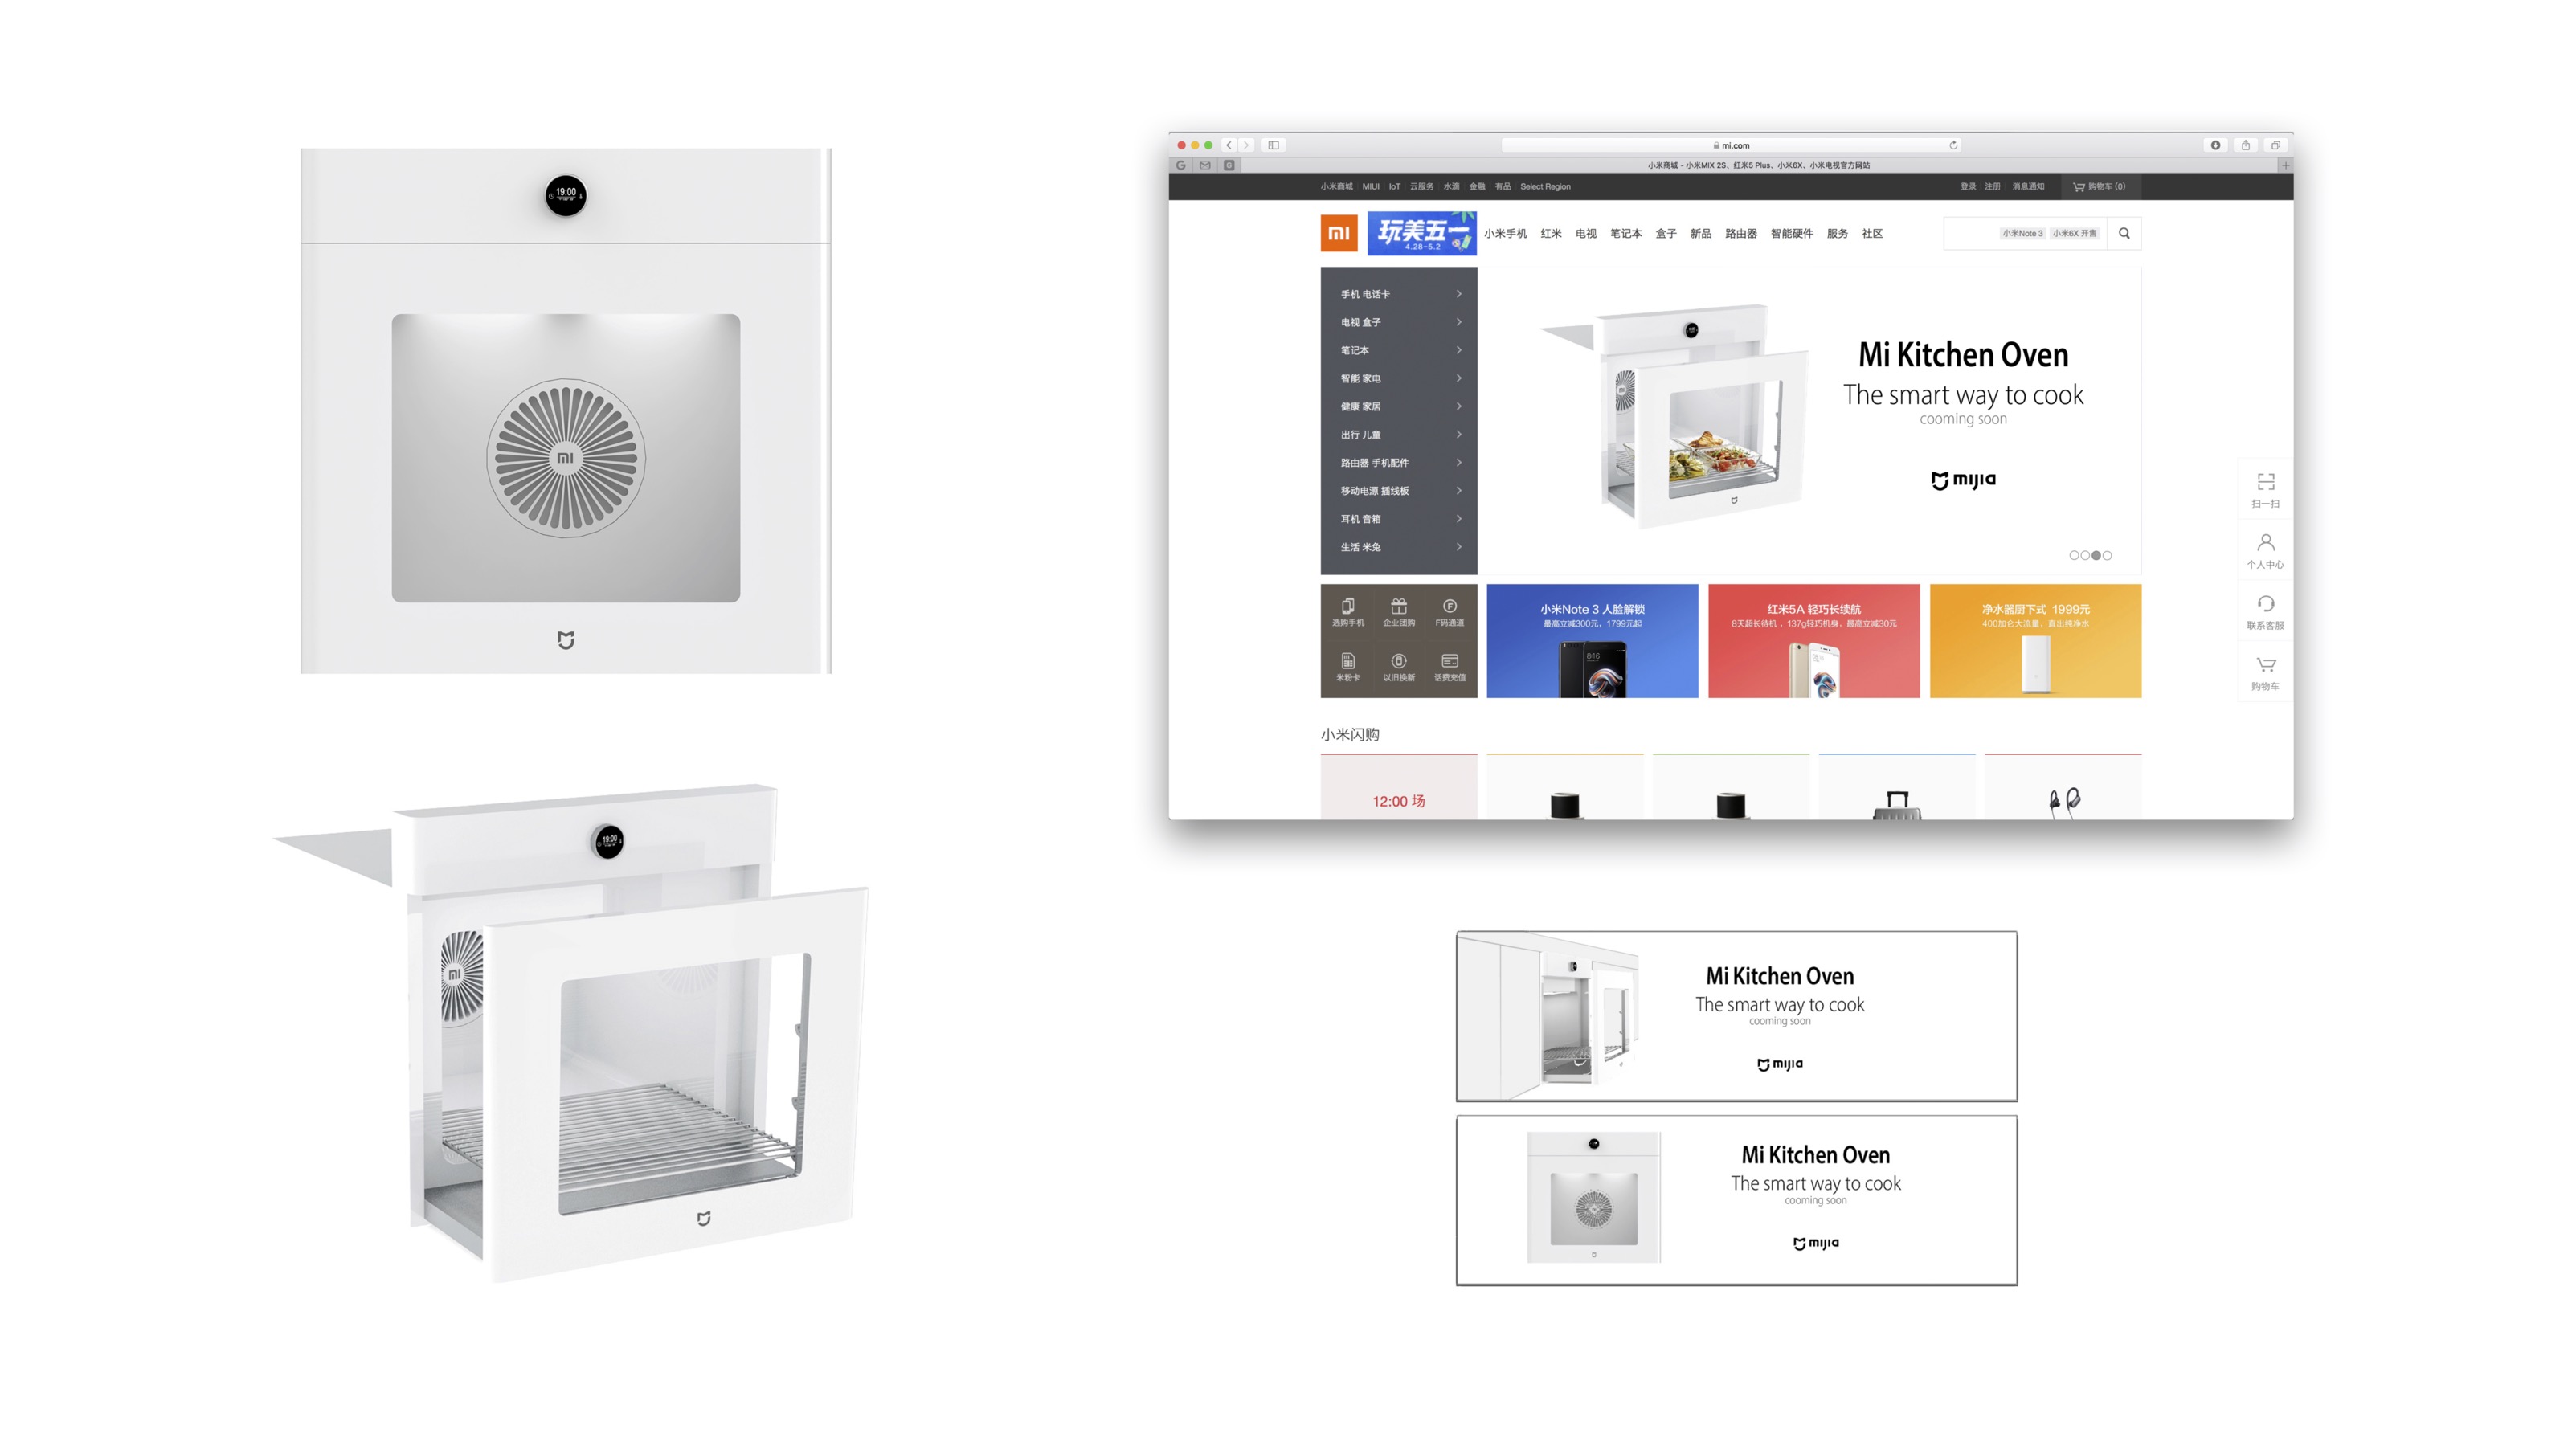 19:00
mi
19:00
mi
mi.com
小米商城 - 小米MIX 2S、红米5 Plus、小米6X、小米电视官方网站
小米商城 MIUI IoT 云服务 水滴 金融 有品 Select Region
登录 注册 消息通知 购物车 (0)
mi
玩美五一
4.28-5.2
小米手机 红米 电视 笔记本 盒子 新品 路由器 智能硬件 服务 社区
小米Note 3 小米6X 开售
手机 电话卡
电视 盒子
笔记本
智能 家电
健康 家居
出行 儿童
路由器 手机配件
移动电源 插线板
耳机 音箱
生活 米兔
mi
Mi Kitchen Oven
The smart way to cook
cooming soon
mijia
扫一扫
个人中心
联系客服
购物车
选购手机 企业团购 F码通道
米粉卡 以旧换新 话费充值
小米Note 3 人脸解锁
最高立减300元，1799元起
8:16
红米5A 轻巧长续航
8天超长待机，137g轻巧机身，最高立减30元
净水器厨下式 1999元
400加仑大流量，直出纯净水
小米闪购
12:00 场
Mi Kitchen Oven
The smart way to cook
cooming soon
mijia
Mi Kitchen Oven
The smart way to cook
cooming soon
mijia